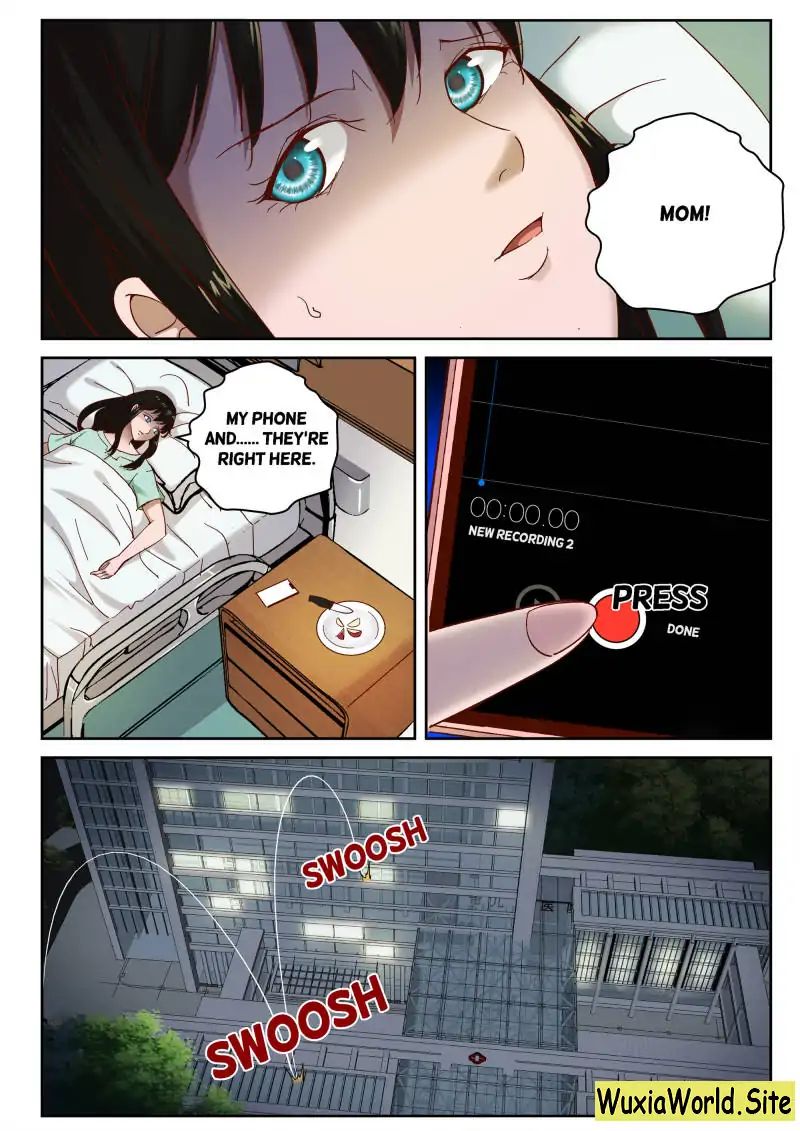 MOM!
MY PHONE
AND...... THEY'RE
RIGHT HERE.
00:00.00
NEW RECORDING 2
PRESS
DONE
SWOOSH
SWOOSH
WuxiaWorld.Site